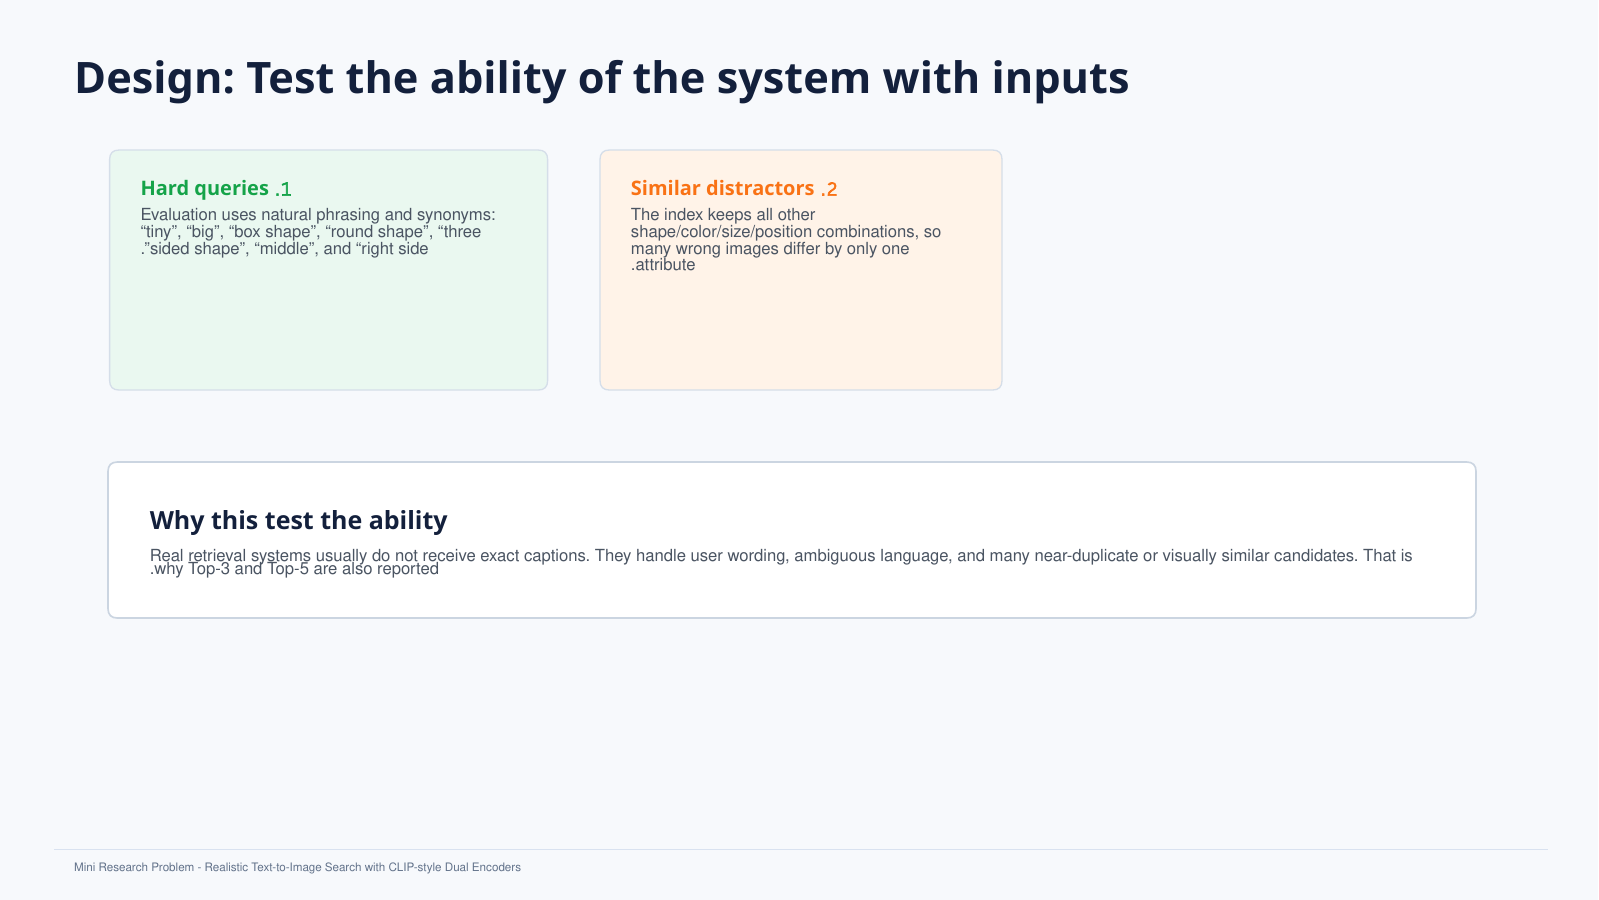 Design: Test the ability of the system with inputs
Hard queries .1
Evaluation uses natural phrasing and synonyms:
“tiny”, “big”, “box shape”, “round shape”, “three
.”sided shape”, “middle”, and “right side
Similar distractors .2
The index keeps all other
shape/color/size/position combinations, so
many wrong images differ by only one
.attribute
Why this test the ability
Real retrieval systems usually do not receive exact captions. They handle user wording, ambiguous language, and many near-duplicate or visually similar candidates. That is
.why Top-3 and Top-5 are also reported
Mini Research Problem - Realistic Text-to-Image Search with CLIP-style Dual Encoders